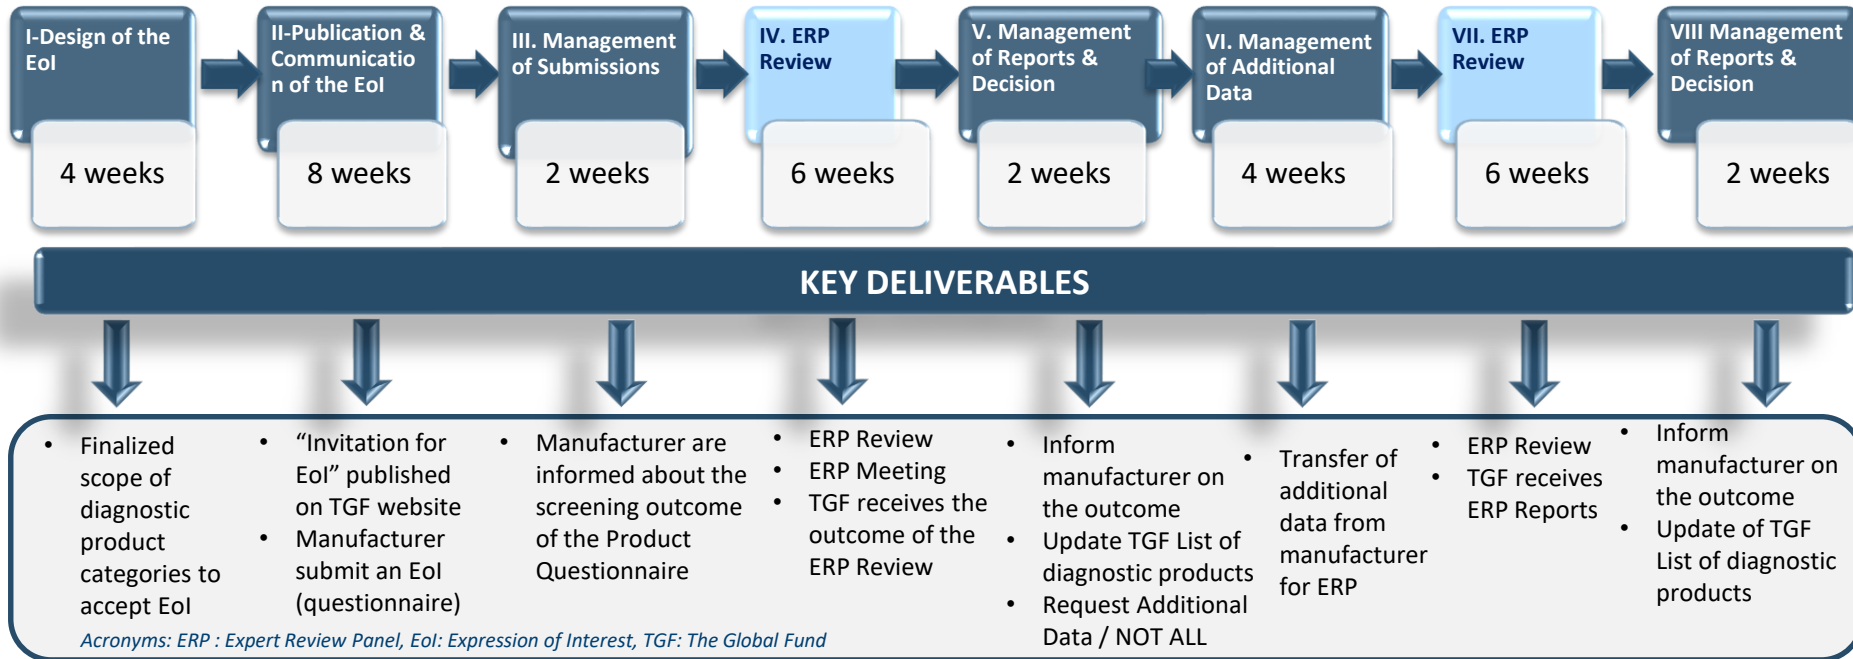 I-Design of the
EoI
II-Publication &
Communicatio
n of the EoI
III. Management
of Submissions
IV. ERP
Review
V. Management
of Reports &
Decision
VI. Management
of Additional
Data
VII. ERP
Review
VIII Management
of Reports &
Decision
4 weeks
8 weeks
2 weeks
6 weeks
2 weeks
4 weeks
6 weeks
2 weeks
KEY DELIVERABLES
• Finalized
scope of
diagnostic
product
categories to
accept EoI
• “Invitation for
EoI” published
on TGF website
• Manufacturer
submit an EoI
(questionnaire)
• Manufacturer are
informed about the
screening outcome
of the Product
Questionnaire
• ERP Review
• ERP Meeting
• TGF receives the
outcome of the
ERP Review
• Inform
manufacturer on
the outcome
• Update TGF List of
diagnostic products
• Request Additional
Data / NOT ALL
• Transfer of
additional
data from
manufacturer
for ERP
• ERP Review
• TGF receives
ERP Reports
• Inform
manufacturer on
the outcome
• Update of TGF
List of diagnostic
products
Acronyms: ERP : Expert Review Panel, EoI: Expression of Interest, TGF: The Global Fund